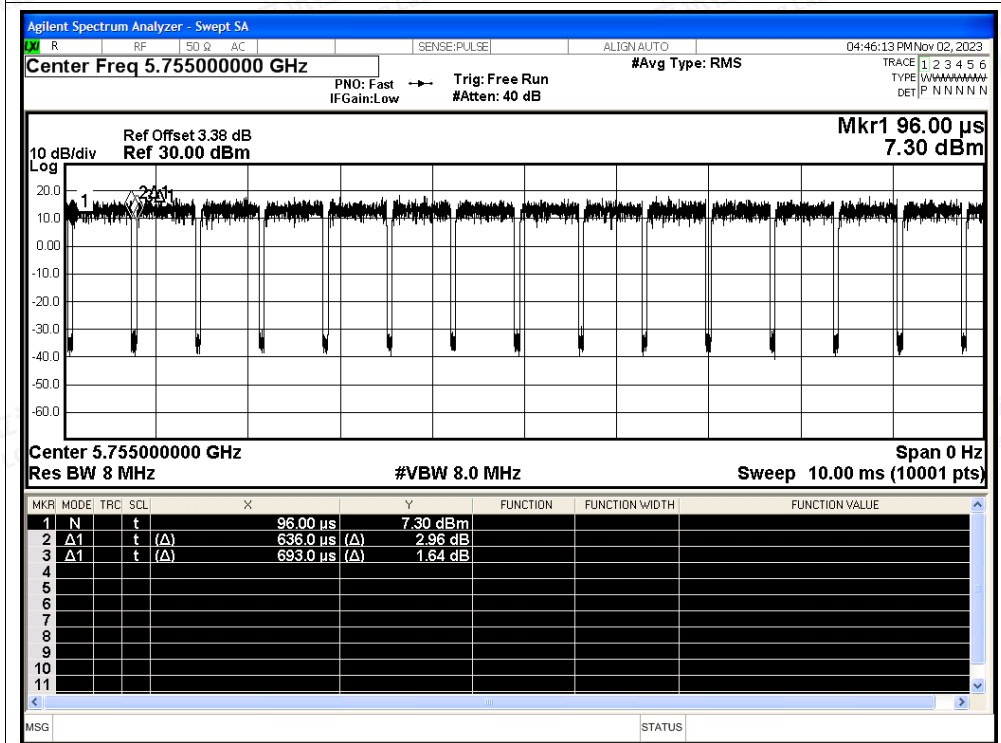 Agilent Spectrum Analyzer - Swept SA
LXI R RF 50 Ω AC SENSE:PULSE ALIGN AUTO 04:46:13 PM Nov 02, 2023
Center Freq 5.755000000 GHz #Avg Type: RMS TRACE 1 2 3 4 5 6
PNO: Fast Trig: Free Run TYPE WWWWWW
IFGain:Low #Atten: 40 dB DET P N N N N N
Mkr1 96.00 µs
Ref Offset 3.38 dB
10 dB/div Ref 30.00 dBm 7.30 dBm
Log
20.0
1 2Δ1
10.0
0.00
-10.0
-20.0
-30.0
-40.0
-50.0
-60.0
Center 5.755000000 GHz Span 0 Hz
Res BW 8 MHz #VBW 8.0 MHz Sweep 10.00 ms (10001 pts)
MKR MODE TRC SCL X Y FUNCTION FUNCTION WIDTH FUNCTION VALUE
1 N t 96.00 µs 7.30 dBm
2 Δ1 t (Δ) 636.0 µs (Δ) 2.96 dB
3 Δ1 t (Δ) 693.0 µs (Δ) 1.64 dB
4
5
6
7
8
9
10
11
MSG STATUS